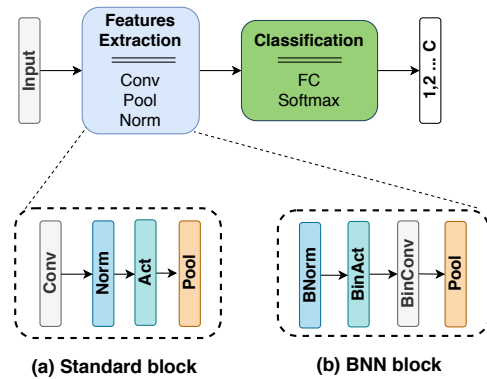 Input
Features
Extraction
Conv
Pool
Norm
Classification
FC
Softmax
1,2 ... C
Conv
Norm
Act
Pool
BNorm
BinAct
BinConv
Pool
(a) Standard block
(b) BNN block